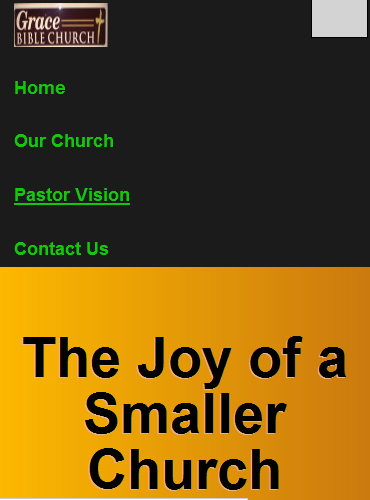 Grace
BIBLE CHURCH
Home
Our Church
Pastor Vision
Contact Us
The Joy of a
Smaller
Church